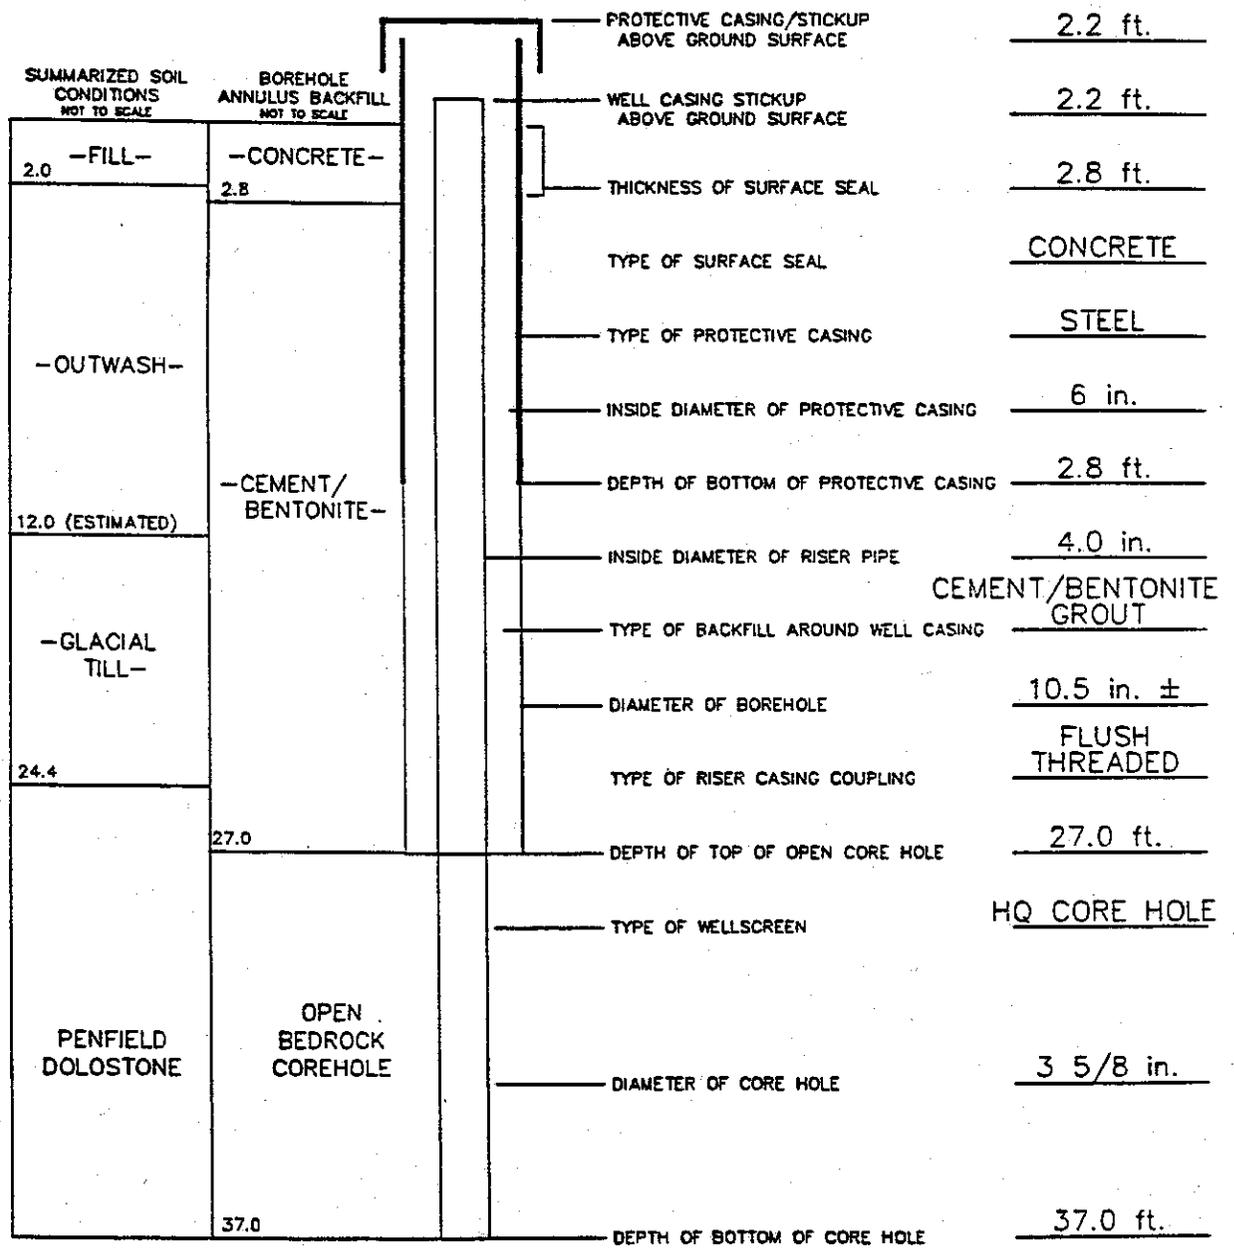 PROTECTIVE CASING/STICKUP
ABOVE GROUND SURFACE
2.2 ft.
SUMMARIZED SOIL
CONDITIONS
NOT TO SCALE
BOREHOLE
ANNULUS BACKFILL
NOT TO SCALE
WELL CASING STICKUP
ABOVE GROUND SURFACE
2.2 ft.
-FILL-
2.0
-CONCRETE-
2.8
THICKNESS OF SURFACE SEAL
2.8 ft.
TYPE OF SURFACE SEAL
CONCRETE
TYPE OF PROTECTIVE CASING
STEEL
-OUTWASH-
INSIDE DIAMETER OF PROTECTIVE CASING
6 in.
-CEMENT/
BENTONITE-
DEPTH OF BOTTOM OF PROTECTIVE CASING
2.8 ft.
12.0 (ESTIMATED)
INSIDE DIAMETER OF RISER PIPE
4.0 in.
-GLACIAL
TILL-
TYPE OF BACKFILL AROUND WELL CASING
CEMENT/BENTONITE
GROUT
DIAMETER OF BOREHOLE
10.5 in. ±
24.4
TYPE OF RISER CASING COUPLING
FLUSH
THREADED
27.0
DEPTH OF TOP OF OPEN CORE HOLE
27.0 ft.
TYPE OF WELLSCREEN
HQ CORE HOLE
PENFIELD
DOLOSTONE
OPEN
BEDROCK
COREHOLE
DIAMETER OF CORE HOLE
3 5/8 in.
37.0
DEPTH OF BOTTOM OF CORE HOLE
37.0 ft.